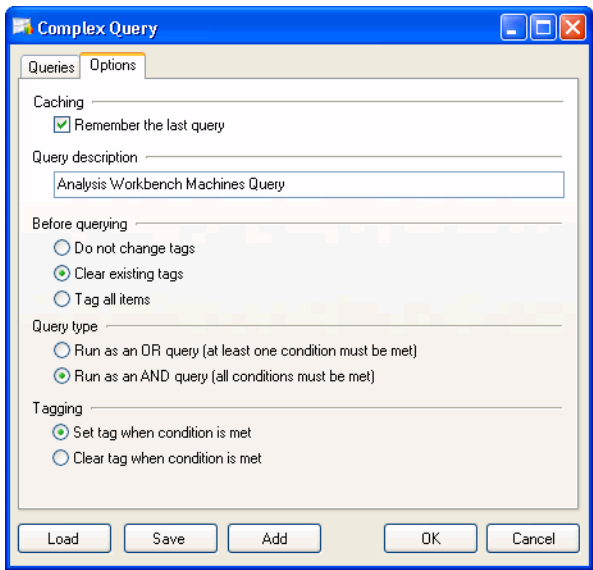 Complex Query
Queries Options
Caching
Remember the last query
Query description
Analysis Workbench Machines Query
Before querying
Do not change tags
Clear existing tags
Tag all items
Query type
Run as an OR query (at least one condition must be met)
Run as an AND query (all conditions must be met)
Tagging
Set tag when condition is met
Clear tag when condition is met
Load Save Add OK Cancel